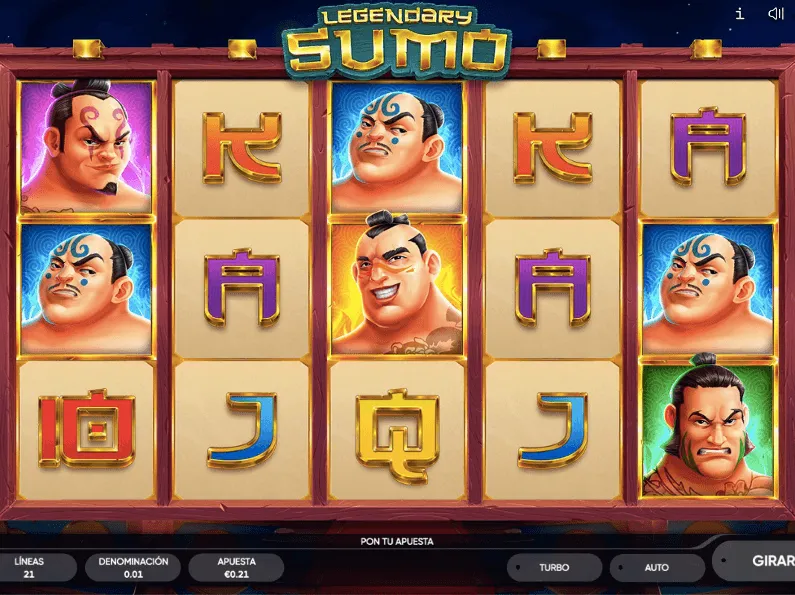 LEGENDARY
SUMO
i
K K A
A A
10 J Q J
PON TU APUESTA
LÍNEAS
21
DENOMINACIÓN
0.01
APUESTA
€0.21
TURBO
AUTO
GIRAR